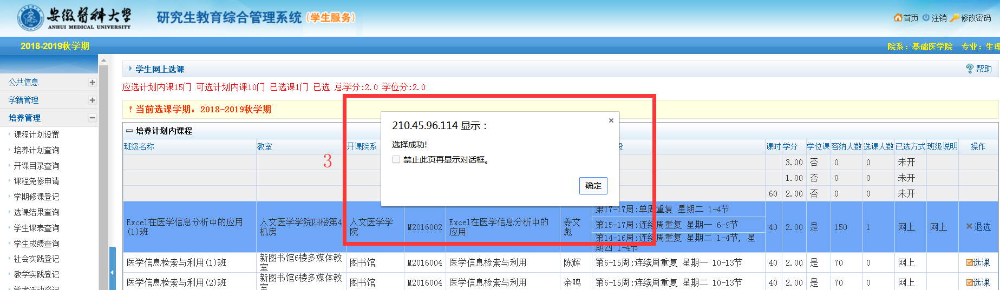 安徽医科大学
ANHUI MEDICAL UNIVERSITY
研究生教育综合管理系统 (学生服务)
首页 注销 修改密码
2018-2019秋学期
院系：基础医学院 专业：生理
公共信息
学籍管理
培养管理
课程计划设置
培养计划查询
开课目录查询
课程免修申请
学期修课登记
选课结果查询
学生课表查询
学生成绩查询
社会实践登记
教学实践登记
学术活动登记
学生网上选课
帮助
应选计划内课15门 可选计划内课10门 已选课1门 已选 总学分:2.0 学位分:2.0
! 当前选课学期：2018-2019秋学期
培养计划内课程
班级名称 教室 开课院系 课时 学分 学位课 容纳人数 选课人数 已选方式 班级说明 操作
3.00 否 0 0 未开
1.00 否 0 0 未开
60 2.00 否 0 0 未开
3
210.45.96.114 显示：
选择成功!
禁止此页再显示对话框。
确定
Excel在医学信息分析中的应用
(1)班
人文医学学院四楼第4
机房
人文医学学
院
M2016002
Excel在医学信息分析中的
应用
姜文
彪
第17-17周:单周重复 星期二 1-4节
第15-17周:连续周重复 星期一 6-9节
第14-16周:连续周重复 星期二 1-4节, 星
期四 1-4节
40 2.00 是 150 1 网上 网上 退选
医学信息检索与利用(1)班
新图书馆6楼多媒体教
室
图书馆 M2016004 医学信息检索与利用 陈辉 第6-15周:连续周重复 星期一 10-13节 40 2.00 是 70 0 网上 选课
医学信息检索与利用(2)班
新图书馆6楼多媒体教
室
图书馆 M2016004 医学信息检索与利用 余鸣 第6-15周:连续周重复 星期二 10-13节 40 2.00 是 70 0 网上 选课